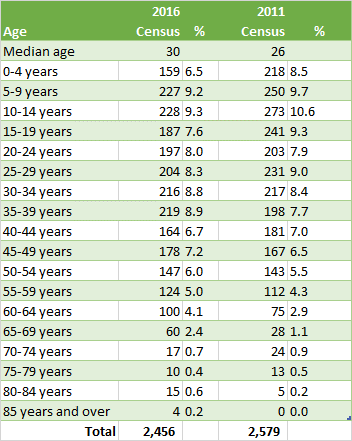 2016 2011
Age Census % Census %
Median age 30 26
0-4 years 159 6.5 218 8.5
5-9 years 227 9.2 250 9.7
10-14 years 228 9.3 273 10.6
15-19 years 187 7.6 241 9.3
20-24 years 197 8.0 203 7.9
25-29 years 204 8.3 231 9.0
30-34 years 216 8.8 217 8.4
35-39 years 219 8.9 198 7.7
40-44 years 164 6.7 181 7.0
45-49 years 178 7.2 167 6.5
50-54 years 147 6.0 143 5.5
55-59 years 124 5.0 112 4.3
60-64 years 100 4.1 75 2.9
65-69 years 60 2.4 28 1.1
70-74 years 17 0.7 24 0.9
75-79 years 10 0.4 13 0.5
80-84 years 15 0.6 5 0.2
85 years and over 4 0.2 0 0.0
Total 2,456 2,579